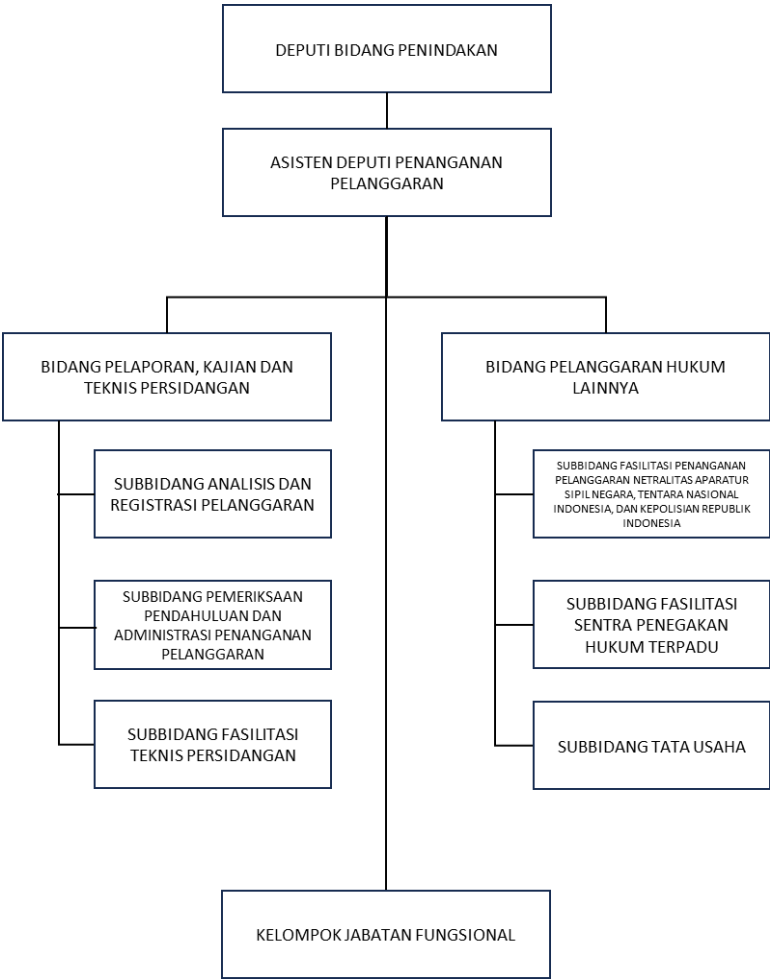 DEPUTI BIDANG PENINDAKAN
ASISTEN DEPUTI PENANGANAN
PELANGGARAN
BIDANG PELAPORAN, KAJIAN DAN
TEKNIS PERSIDANGAN
SUBBIDANG ANALISIS DAN
REGISTRASI PELANGGARAN
SUBBIDANG PEMERIKSAAN
PENDAHULUAN DAN
ADMINISTRASI PENANGANAN
PELANGGARAN
SUBBIDANG FASILITASI
TEKNIS PERSIDANGAN
BIDANG PELANGGARAN HUKUM
LAINNYA
SUBBIDANG FASILITASI PENANGANAN
PELANGGARAN NETRALITAS APARATUR
SIPIL NEGARA, TENTARA NASIONAL
INDONESIA, DAN KEPOLISIAN REPUBLIK
INDONESIA
SUBBIDANG FASILITASI
SENTRA PENEGAKAN
HUKUM TERPADU
SUBBIDANG TATA USAHA
KELOMPOK JABATAN FUNGSIONAL